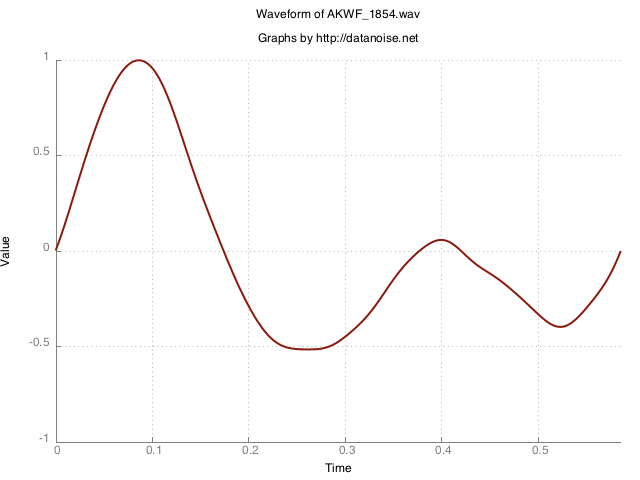 Waveform of AKWF_1854.wav
Graphs by http://datanoise.net
1
0.5
0
-0.5
-1
Value
0 0.1 0.2 0.3 0.4 0.5
Time